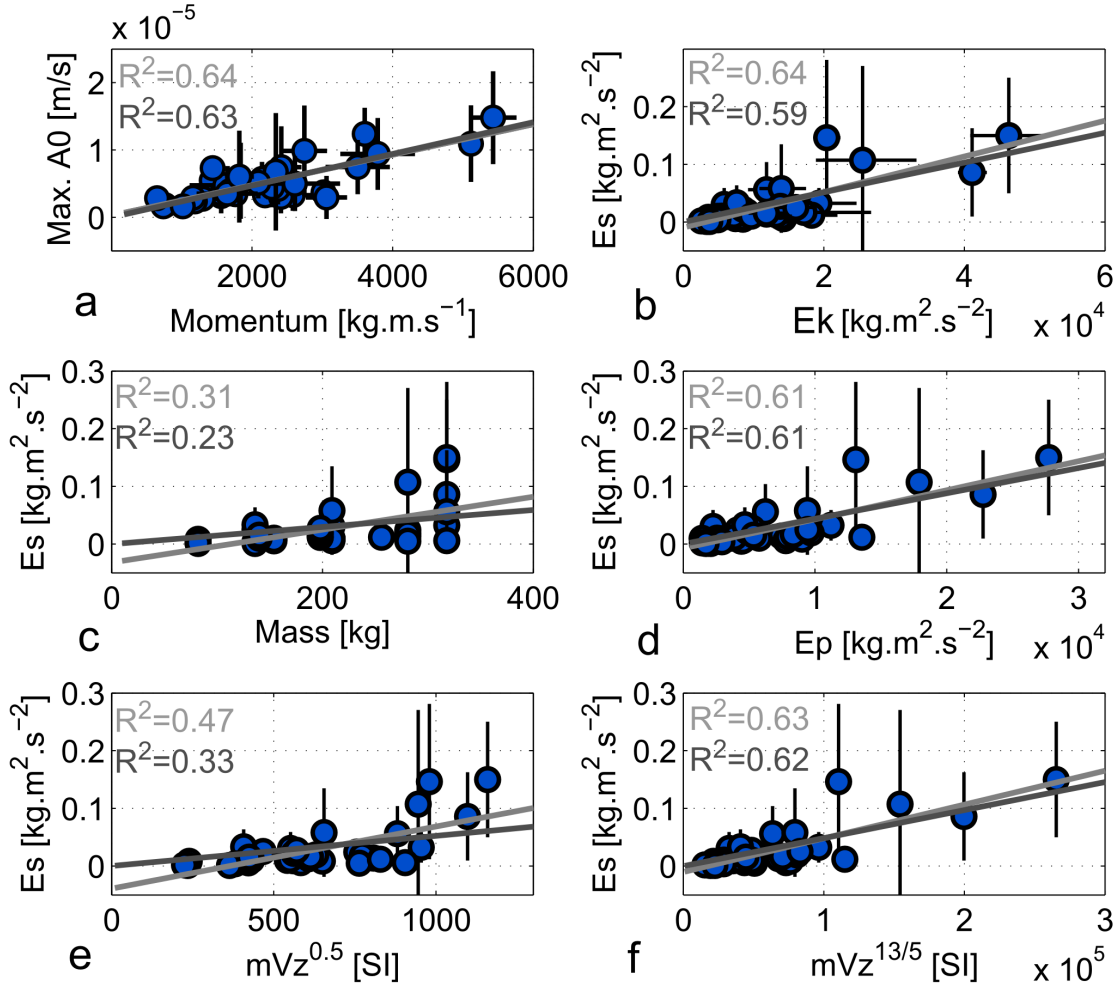 x 10⁻⁵
Max. A0 [m/s]
2
1
0
R²=0.64
R²=0.63
2000
4000
6000
a
Momentum [kg.m.s⁻¹]
Es [kg.m².s⁻²]
0.2
0.1
0
R²=0.64
R²=0.59
0
2
4
6
b
Ek [kg.m².s⁻²]
x 10⁴
Es [kg.m².s⁻²]
0.3
0.2
0.1
0
R²=0.31
R²=0.23
0
200
400
c
Mass [kg]
Es [kg.m².s⁻²]
0.3
0.2
0.1
0
R²=0.61
R²=0.61
0
1
2
3
d
Ep [kg.m².s⁻²]
x 10⁴
Es [kg.m².s⁻²]
0.3
0.2
0.1
0
R²=0.47
R²=0.33
0
500
1000
e
mVz⁰·⁵ [SI]
Es [kg.m².s⁻²]
0.3
0.2
0.1
0
R²=0.63
R²=0.62
0
1
2
3
f
mVz¹³/⁵ [SI]
x 10⁵